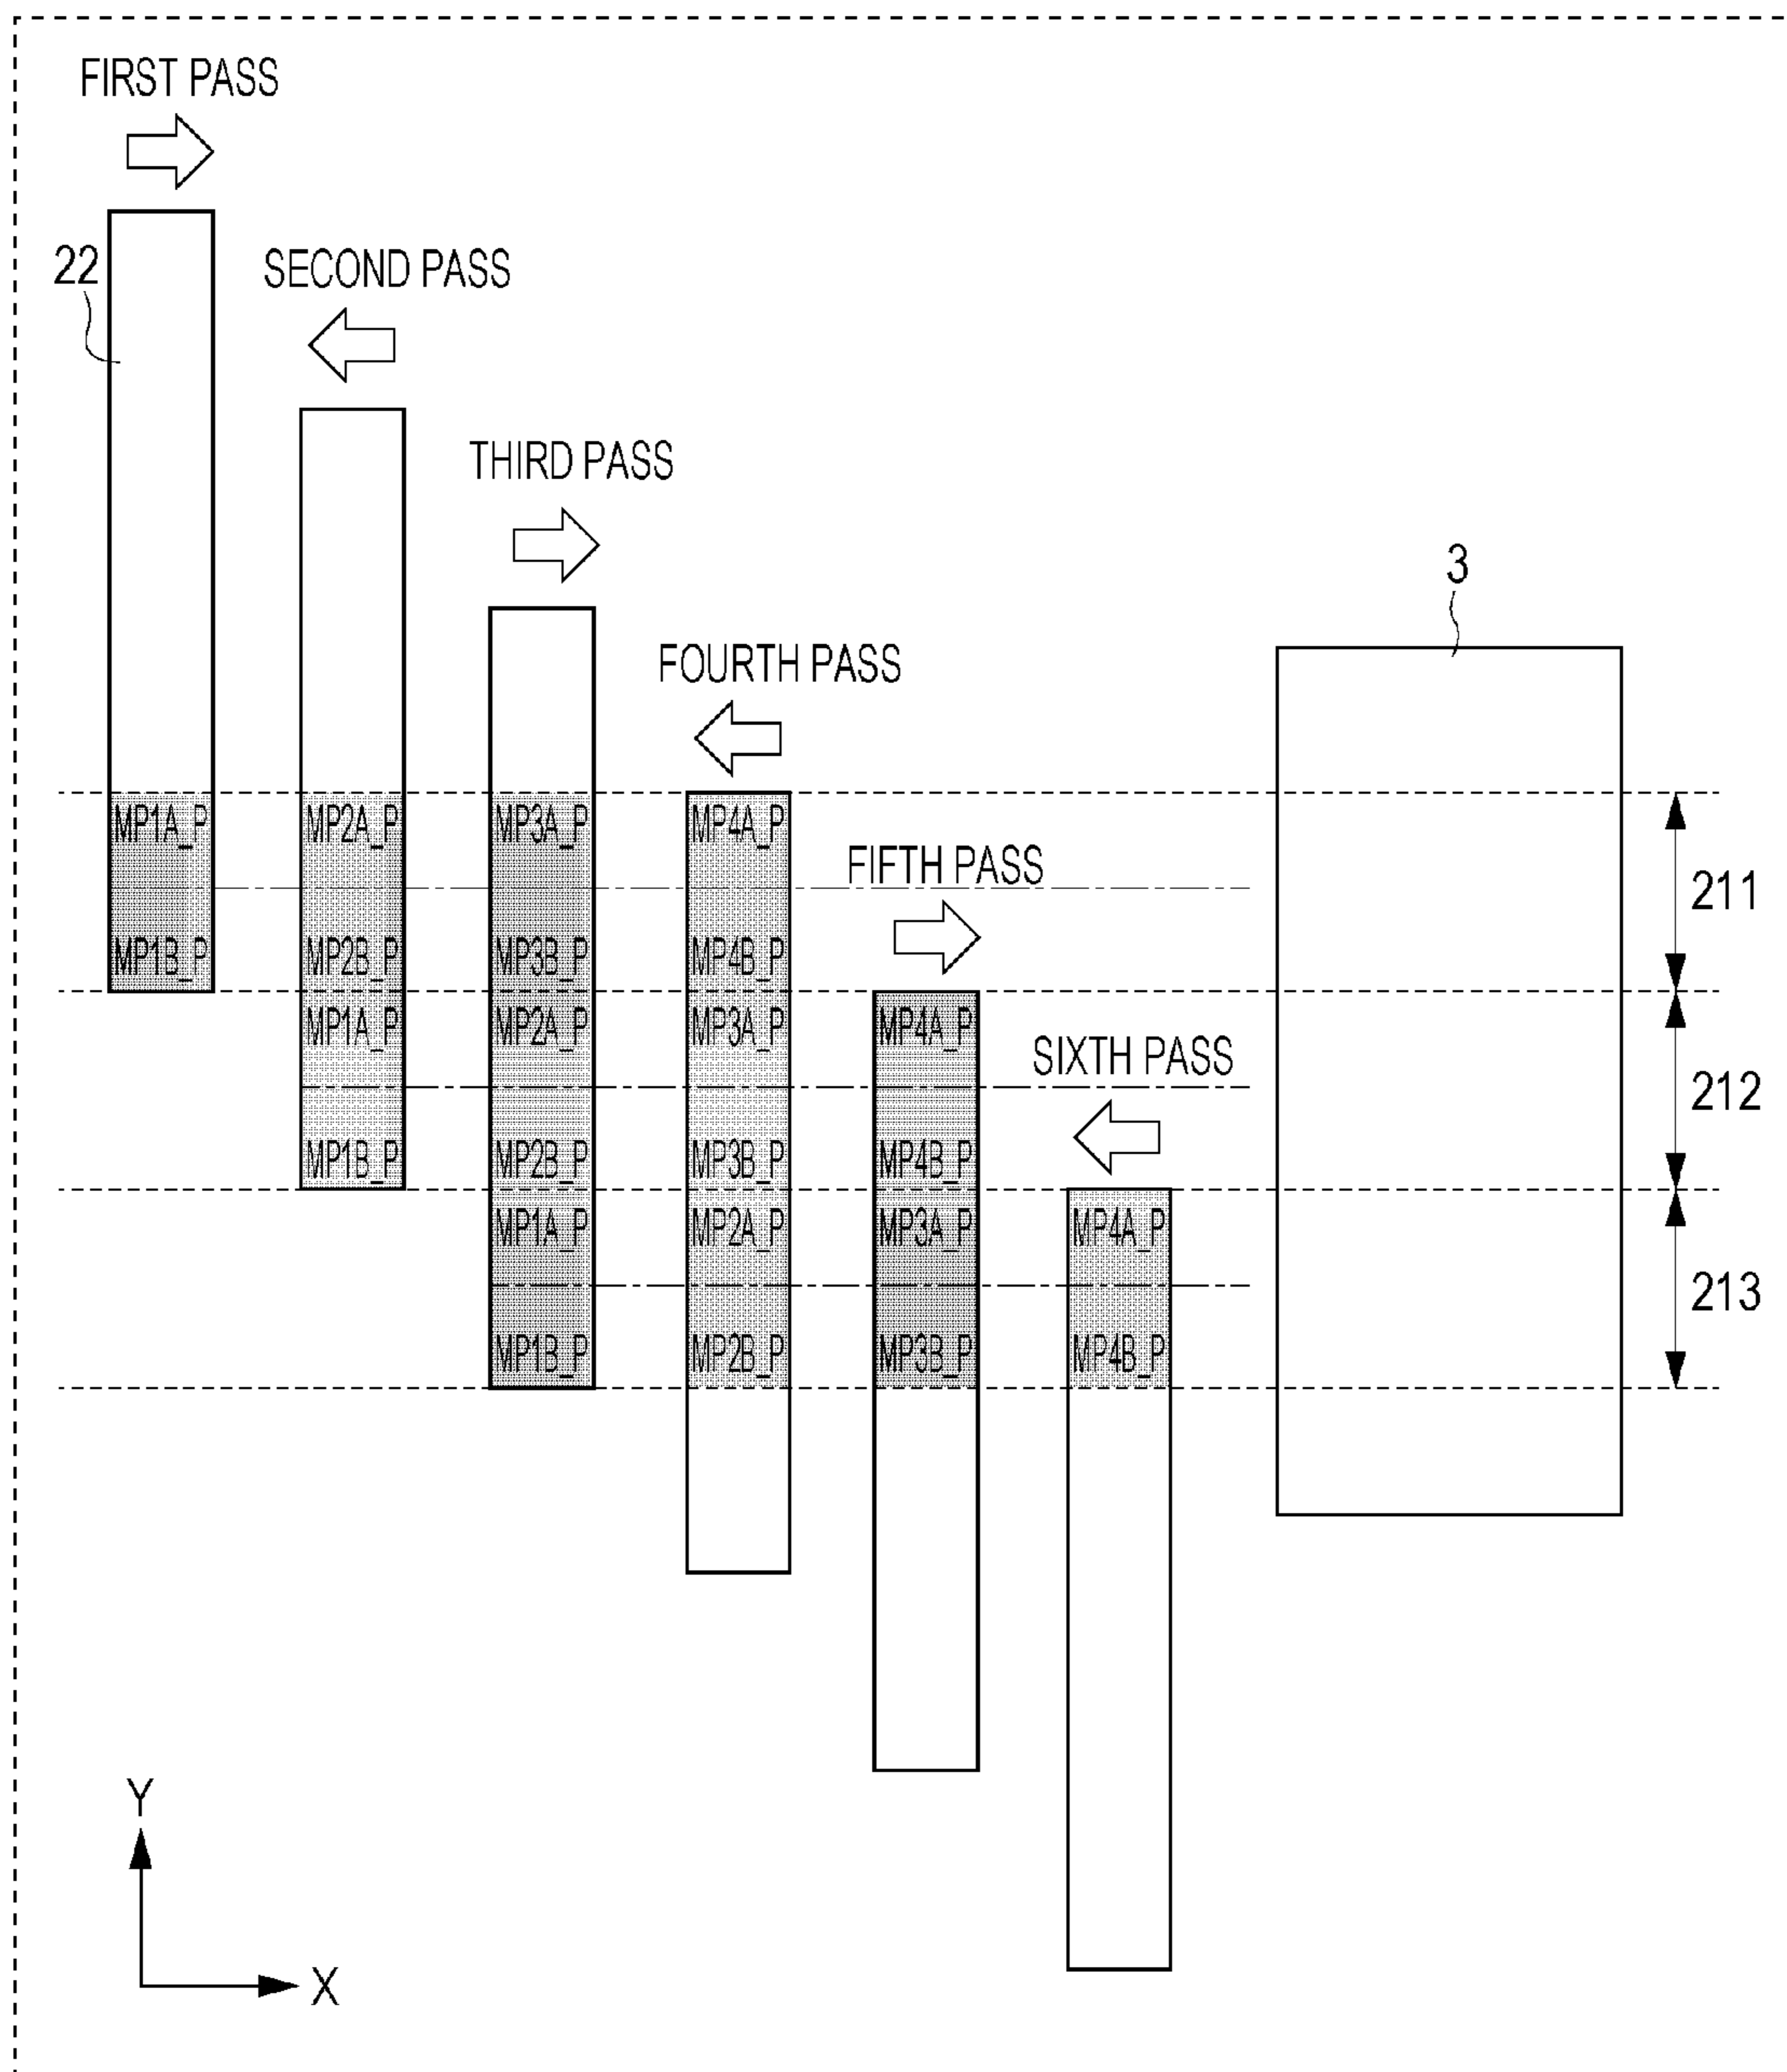 FIRST PASS
22
SECOND PASS
THIRD PASS
3
FOURTH PASS
MP1A_P MP2A_P MP3A_P MP4A_P
FIFTH PASS
211
MP1B_P MP2B_P MP3B_P MP4B_P
MP1A_P MP2A_P MP3A_P MP4A_P
SIXTH PASS
212
MP1B_P MP2B_P MP3B_P MP4B_P
MP1A_P MP2A_P MP3A_P MP4A_P
213
MP1B_P MP2B_P MP3B_P MP4B_P
Y
X